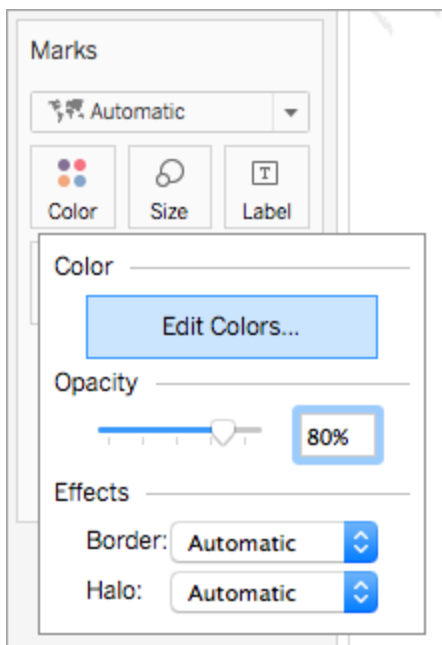 Marks
Automatic
Color Size Label
Color
Edit Colors...
Opacity
80%
Effects
Border: Automatic
Halo: Automatic